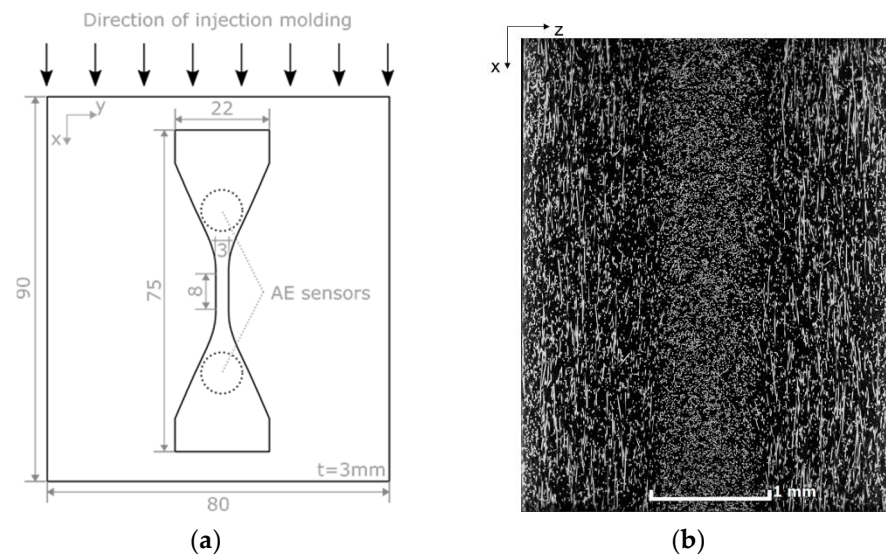 Direction of injection molding
y
x
22
3
90
75
8
AE sensors
t=3mm
80
(a)
z
x
1 mm
(b)